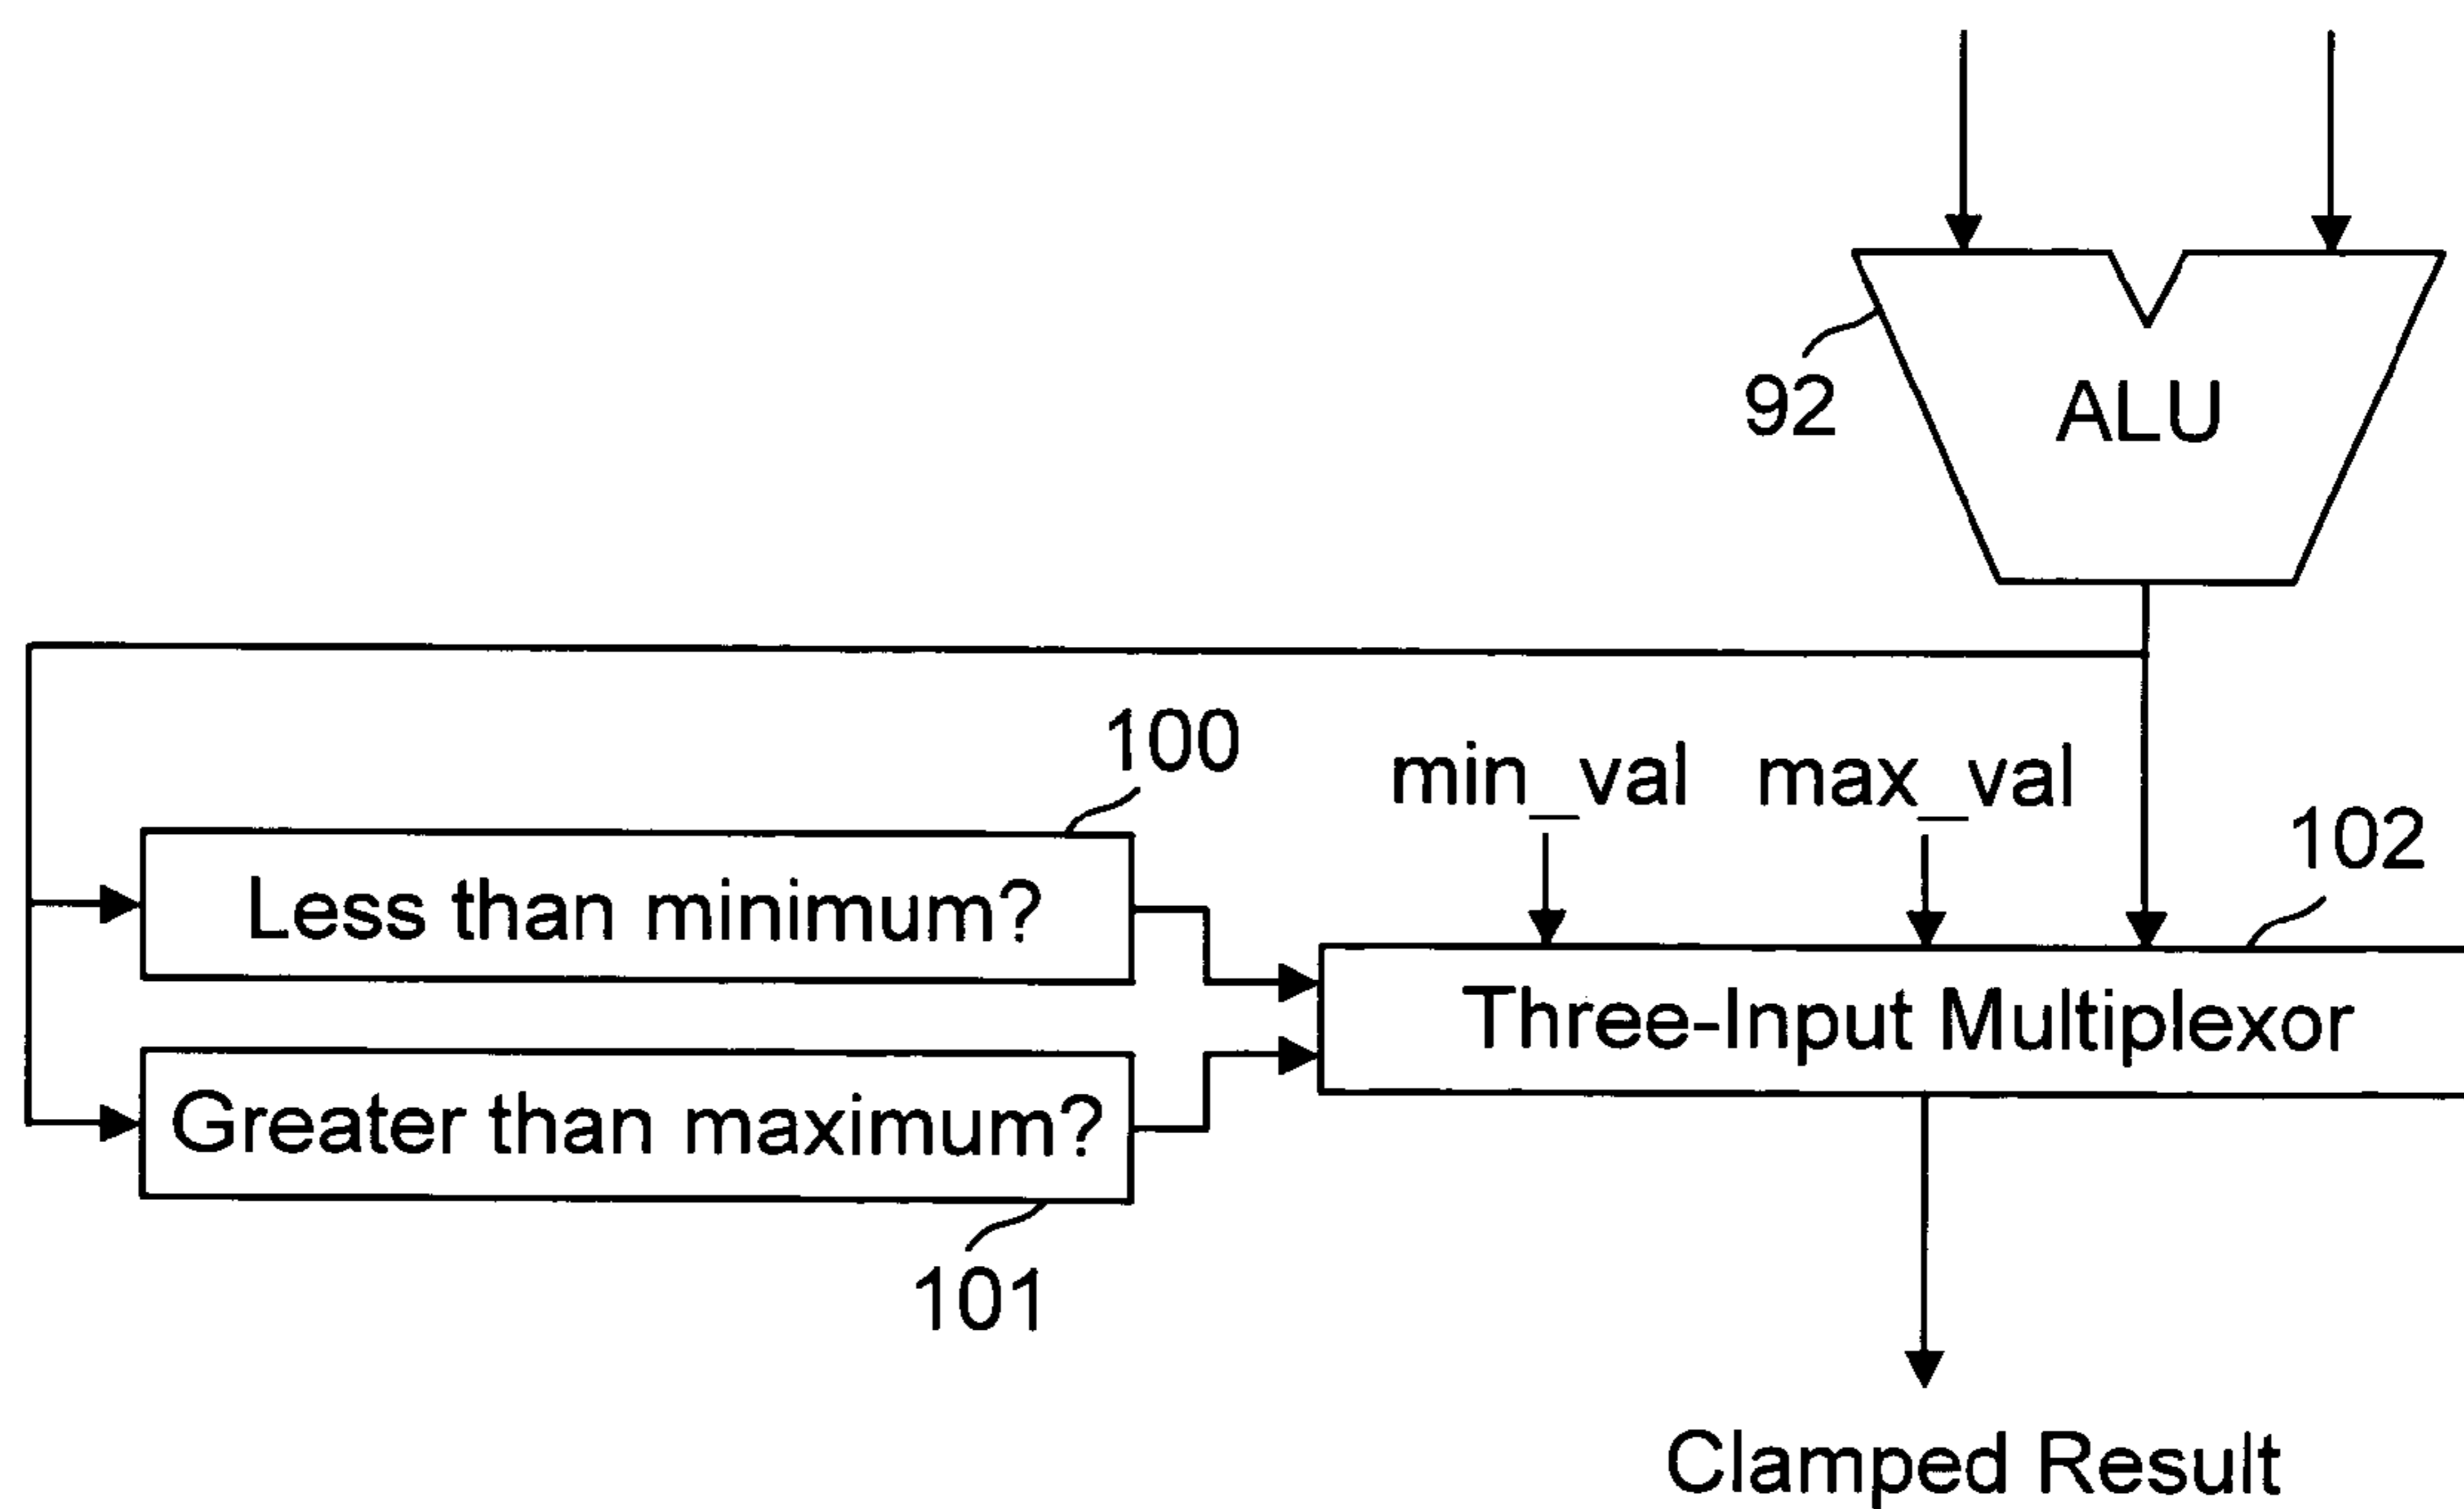 92
ALU
100
min_val
max_val
102
Less than minimum?
Three-Input Multiplexor
Greater than maximum?
101
Clamped Result